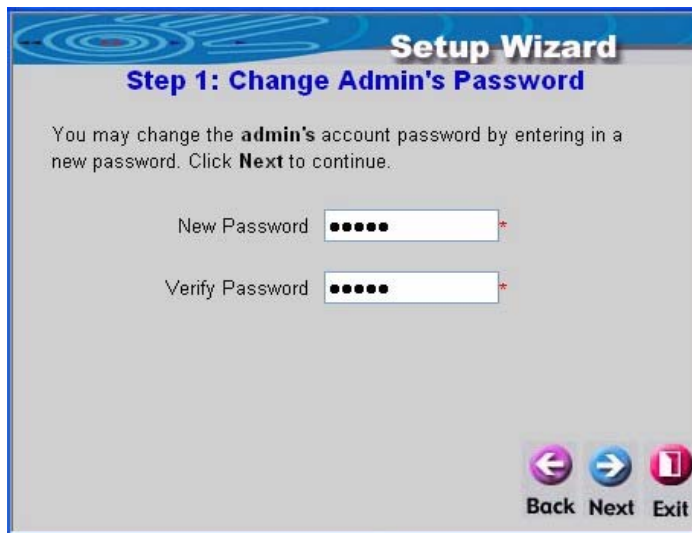 Setup Wizard
Step 1: Change Admin's Password
You may change the admin's account password by entering in a
new password. Click Next to continue.
New Password ●●●●● *
Verify Password ●●●●● *
Back Next Exit